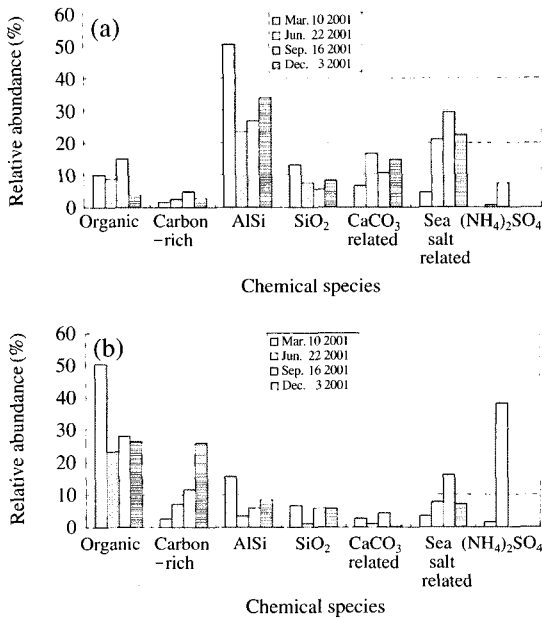 (a)
Mar. 10 2001
Jun. 22 2001
Sep. 16 2001
Dec. 3 2001
Relative abundance (%)
60
50
40
30
20
10
0
Organic
Carbon
-rich
AlSi
SiO2
CaCO3
related
Sea
salt
related
(NH4)2SO4
Chemical species
(b)
Mar. 10 2001
Jun. 22 2001
Sep. 16 2001
Dec. 3 2001
Relative abundance (%)
60
50
40
30
20
10
0
Organic
Carbon
-rich
AlSi
SiO2
CaCO3
related
Sea
salt
related
(NH4)2SO4
Chemical species